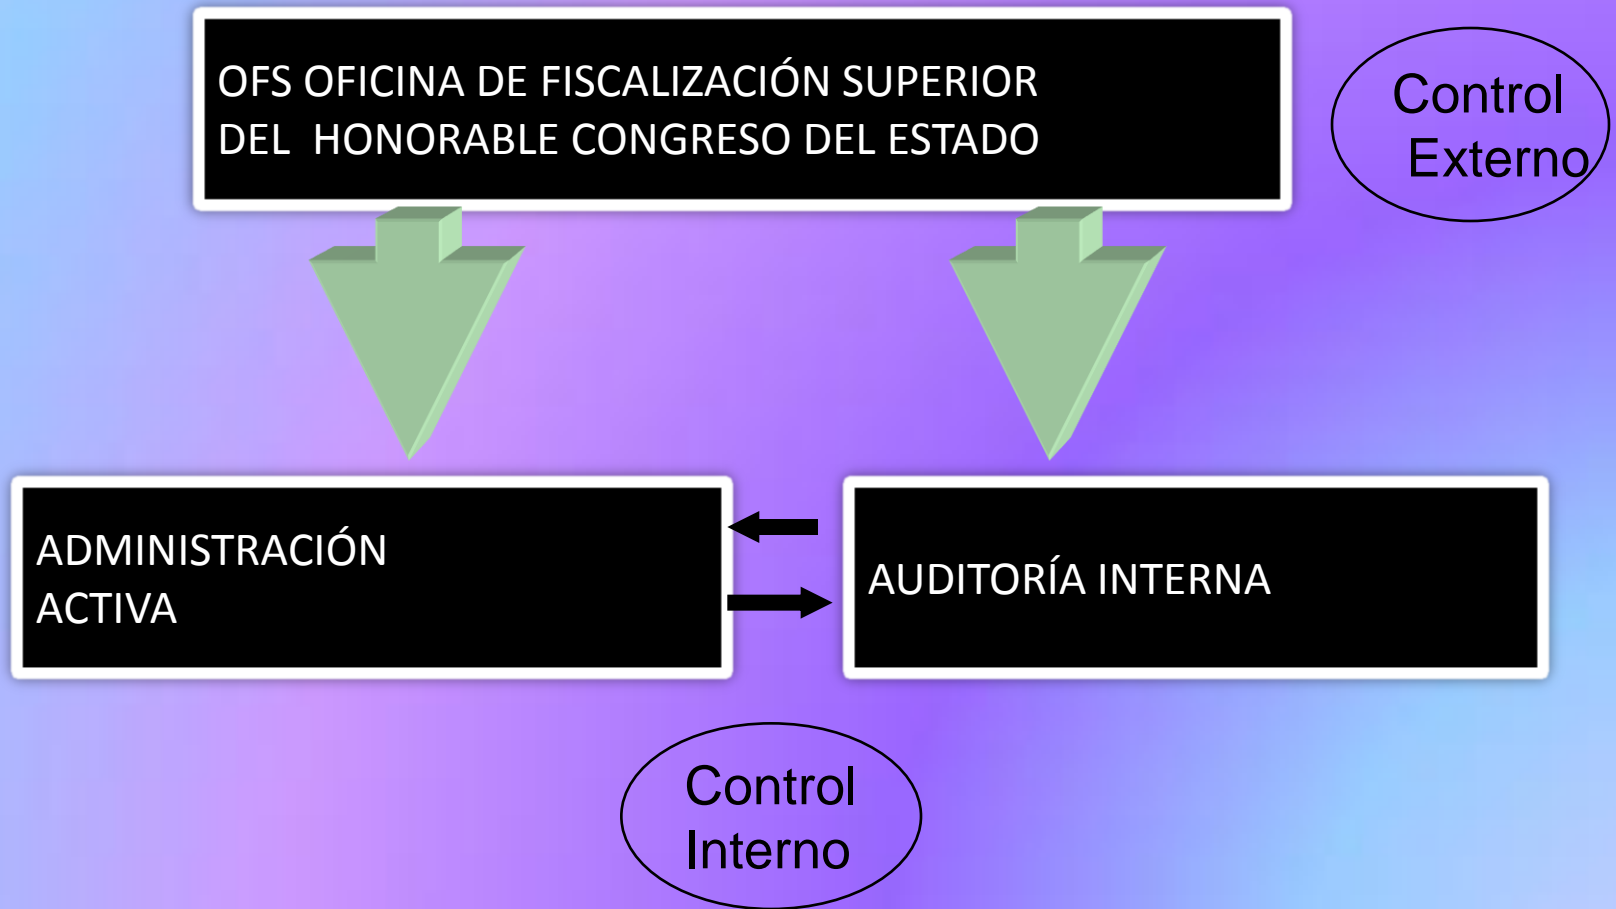 OFS OFICINA DE FISCALIZACIÓN SUPERIOR
DEL HONORABLE CONGRESO DEL ESTADO
Control
Externo
ADMINISTRACIÓN
ACTIVA
AUDITORÍA INTERNA
Control
Interno